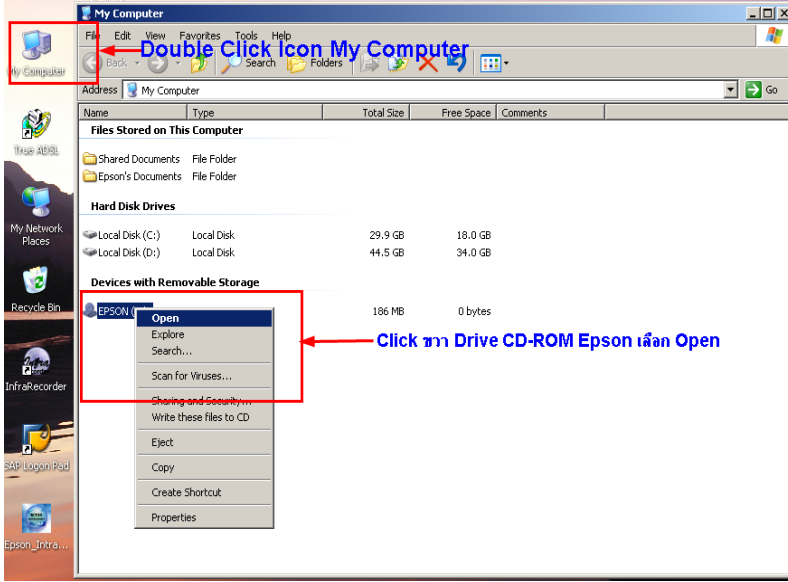 My Computer
File Edit View Favorites Tools Help
Double Click Icon My Computer
Back Search Folders
Address My Computer Go
Name Type Total Size Free Space Comments
Files Stored on This Computer
Shared Documents File Folder
Epson's Documents File Folder
Hard Disk Drives
Local Disk (C:) Local Disk 29.9 GB 18.0 GB
Local Disk (D:) Local Disk 44.5 GB 34.0 GB
Devices with Removable Storage
EPSON 186 MB 0 bytes
Open
Explore
Search...
Scan for Viruses...
Sharing and Security...
Write these files to CD
Eject
Copy
Create Shortcut
Properties
Click ขวา Drive CD-ROM Epson เลือก Open
My Computer
True ADSL
My Network
Places
Recycle Bin
Infra
InfraRecorder
SAP Logon Pad
Epson_Intra...